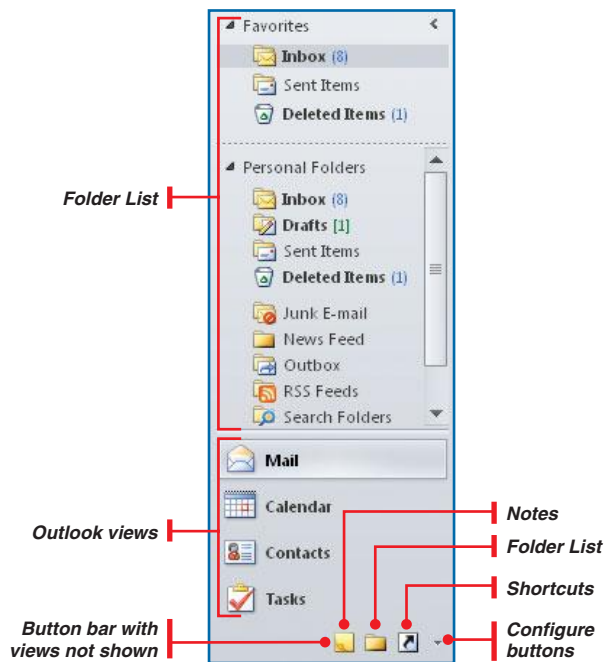 Favorites
Inbox (8)
Sent Items
Deleted Items (1)
Personal Folders
Inbox (8)
Drafts [1]
Sent Items
Deleted Items (1)
Junk E-mail
News Feed
Outbox
RSS Feeds
Search Folders
Folder List
Mail
Calendar
Contacts
Tasks
Outlook views
Notes
Folder List
Shortcuts
Configure
buttons
Button bar with
views not shown